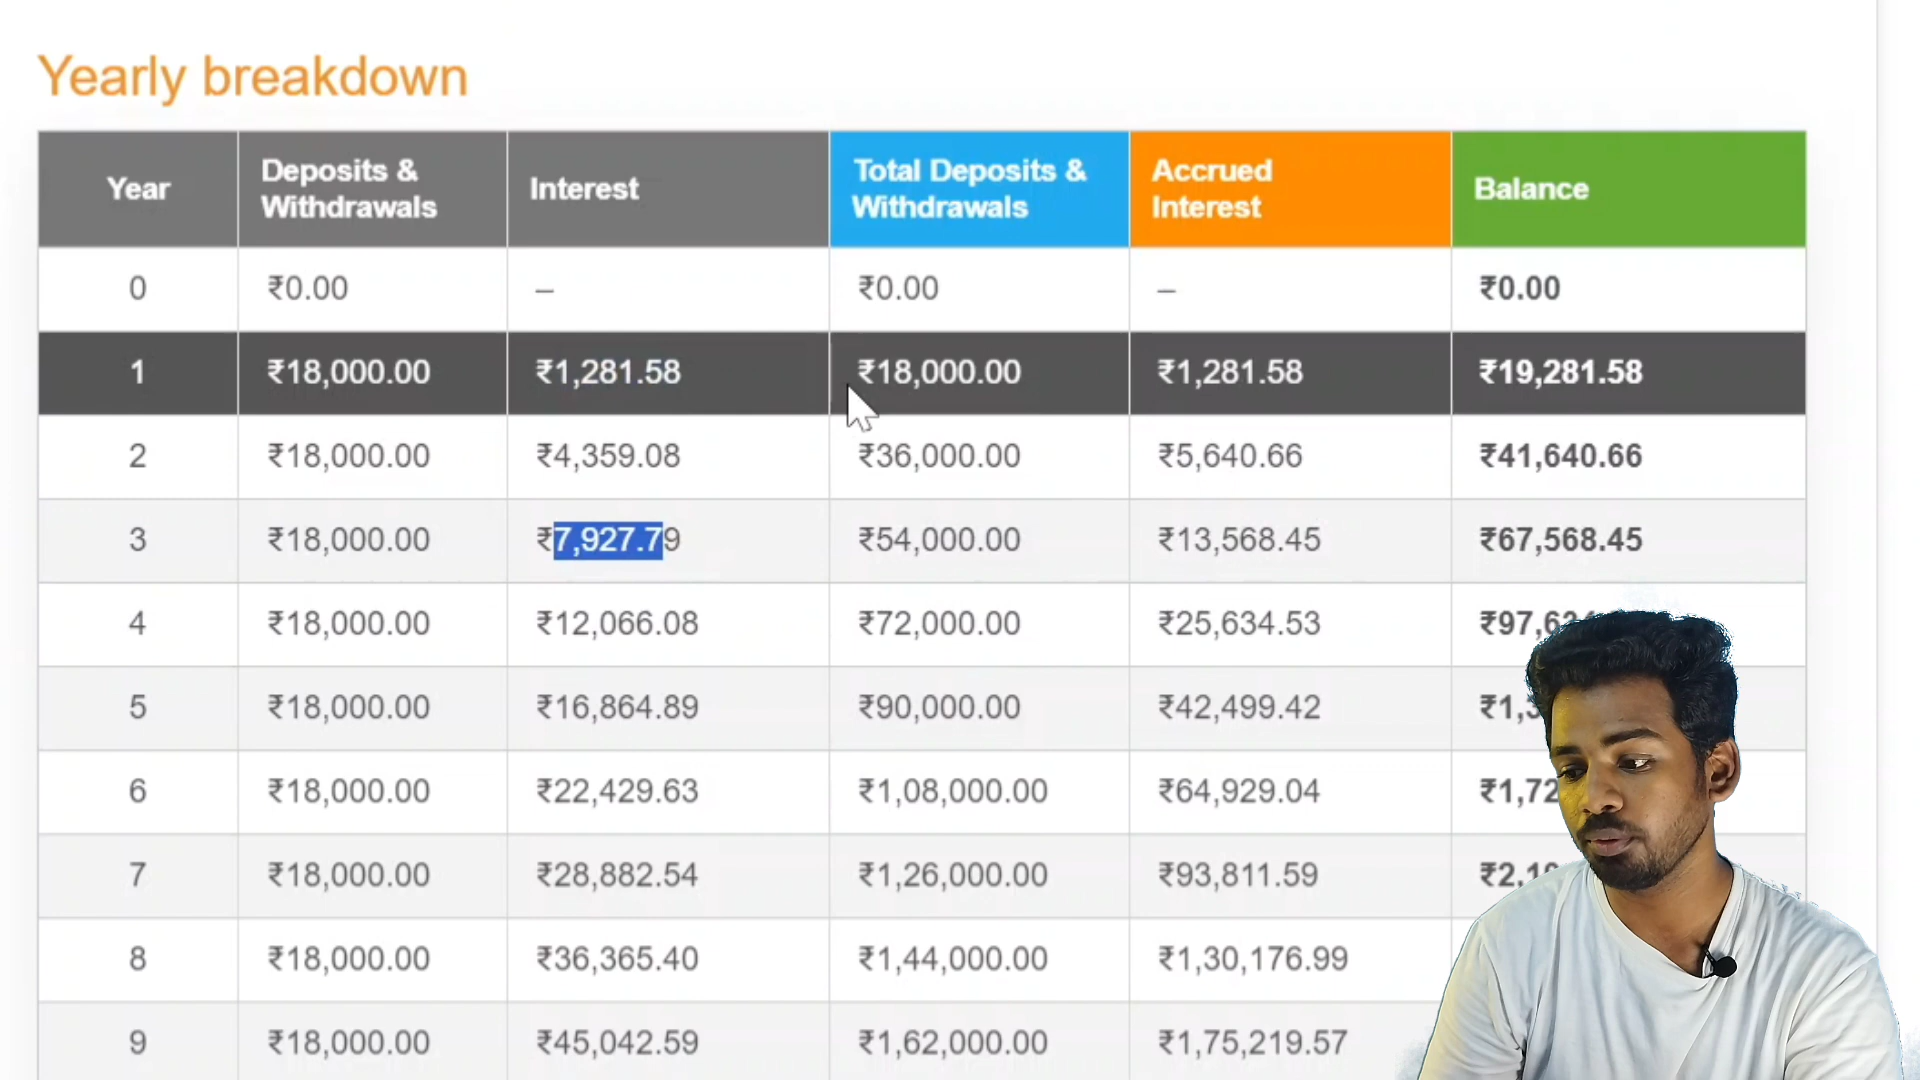 Yearly breakdown
Year Deposits & Withdrawals Interest Total Deposits & Withdrawals Accrued Interest Balance
0 ₹0.00 – ₹0.00 – ₹0.00
1 ₹18,000.00 ₹1,281.58 ₹18,000.00 ₹1,281.58 ₹19,281.58
2 ₹18,000.00 ₹4,359.08 ₹36,000.00 ₹5,640.66 ₹41,640.66
3 ₹18,000.00 ₹7,927.79 ₹54,000.00 ₹13,568.45 ₹67,568.45
4 ₹18,000.00 ₹12,066.08 ₹72,000.00 ₹25,634.53
5 ₹18,000.00 ₹16,864.89 ₹90,000.00 ₹42,499.42
6 ₹18,000.00 ₹22,429.63 ₹1,08,000.00 ₹64,929.04
7 ₹18,000.00 ₹28,882.54 ₹1,26,000.00 ₹93,811.59
8 ₹18,000.00 ₹36,365.40 ₹1,44,000.00 ₹1,30,176.99
9 ₹18,000.00 ₹45,042.59 ₹1,62,000.00 ₹1,75,219.57